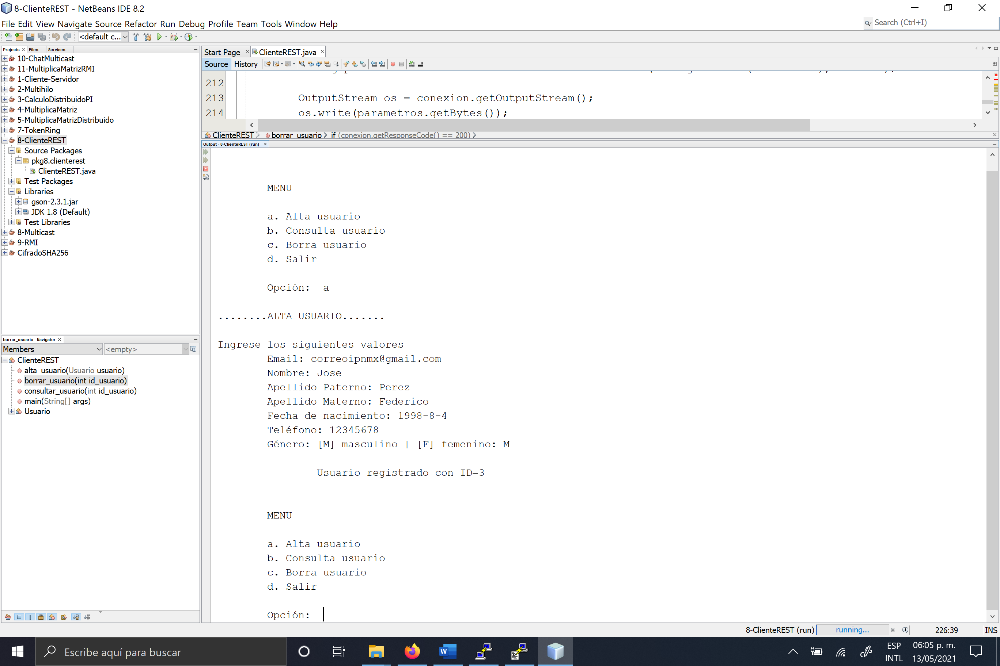 8-ClienteREST - NetBeans IDE 8.2
File Edit View Navigate Source Refactor Run Debug Profile Team Tools Window Help
Search (Ctrl+I)
<default c...
Projects Files Services
10-ChatMulticast
11-MultiplicaMatrizRMI
1-Cliente-Servidor
2-Multihilo
3-CalculoDistribuidoPI
4-MultiplicaMatriz
5-MultiplicaMatrizDistribuido
7-TokenRing
8-ClienteREST
Source Packages
pkg8.clienterest
ClienteREST.java
Test Packages
Libraries
gson-2.3.1.jar
JDK 1.8 (Default)
Test Libraries
8-Multicast
9-RMI
CifradoSHA256
borrar_usuario - Navigator
Members <empty>
ClienteREST
alta_usuario(Usuario usuario)
borrar_usuario(int id_usuario)
consultar_usuario(int id_usuario)
main(String[] args)
Usuario
Start Page ClienteREST.java
Source History
212
213 OutputStream os = conexion.getOutputStream();
214 os.write(parametros.getBytes());
ClienteREST borrar_usuario if (conexion.getResponseCode() == 200)
Output - 8-ClienteREST (run)
MENU
a. Alta usuario
b. Consulta usuario
c. Borra usuario
d. Salir
Opción: a
........ALTA USUARIO.......
Ingrese los siguientes valores
Email: correoipnmx@gmail.com
Nombre: Jose
Apellido Paterno: Perez
Apellido Materno: Federico
Fecha de nacimiento: 1998-8-4
Teléfono: 12345678
Género: [M] masculino | [F] femenino: M
Usuario registrado con ID=3
MENU
a. Alta usuario
b. Consulta usuario
c. Borra usuario
d. Salir
Opción:
8-ClienteREST (run) running... 226:39 INS
Escribe aquí para buscar
ESP
INTL
06:05 p. m.
13/05/2021